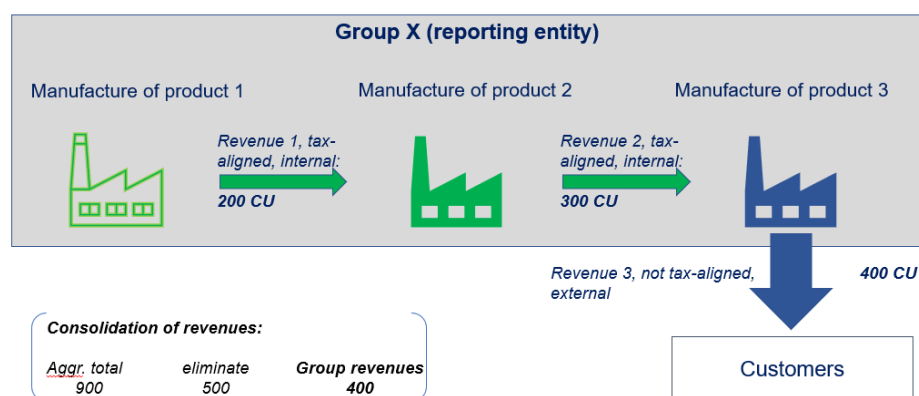 Group X (reporting entity)
Manufacture of product 1
Manufacture of product 2
Manufacture of product 3
Revenue 1, tax-
aligned, internal:
200 CU
Revenue 2, tax-
aligned, internal:
300 CU
Revenue 3, not tax-aligned,
external
400 CU
Consolidation of revenues:
Aggr. total
900
eliminate
500
Group revenues
400
Customers